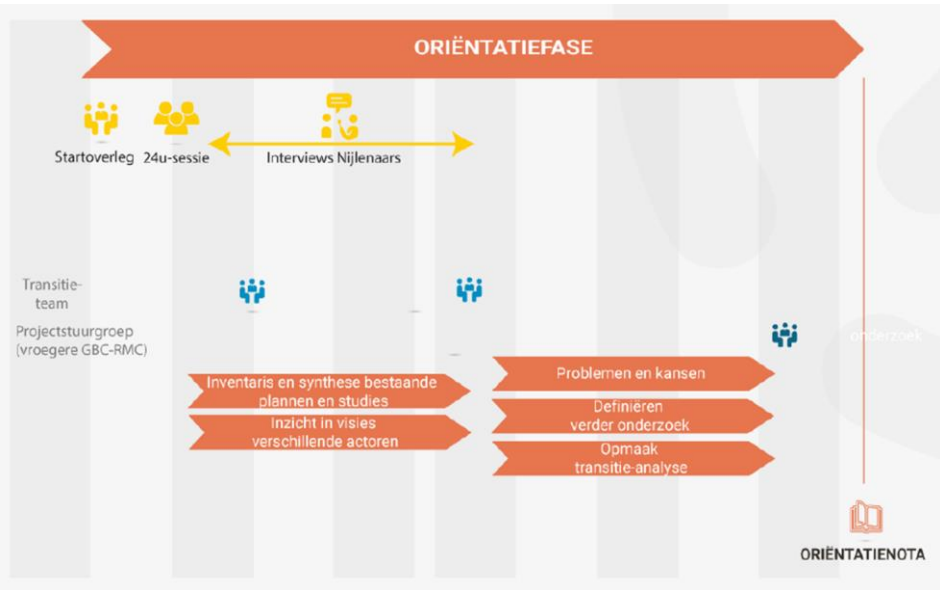 ORIËNTATIEFASE
Startoverleg
24u-sessie
Interviews Nijlenaars
Transitie-
team
Projectstuurgroep
(vroegere GBC-RMC)
onderzoek
Inventaris en synthese bestaande
plannen en studies
Inzicht in visies
verschillende actoren
Problemen en kansen
Definiëren
verder onderzoek
Opmaak
transitie-analyse
ORIËNTATIENOTA